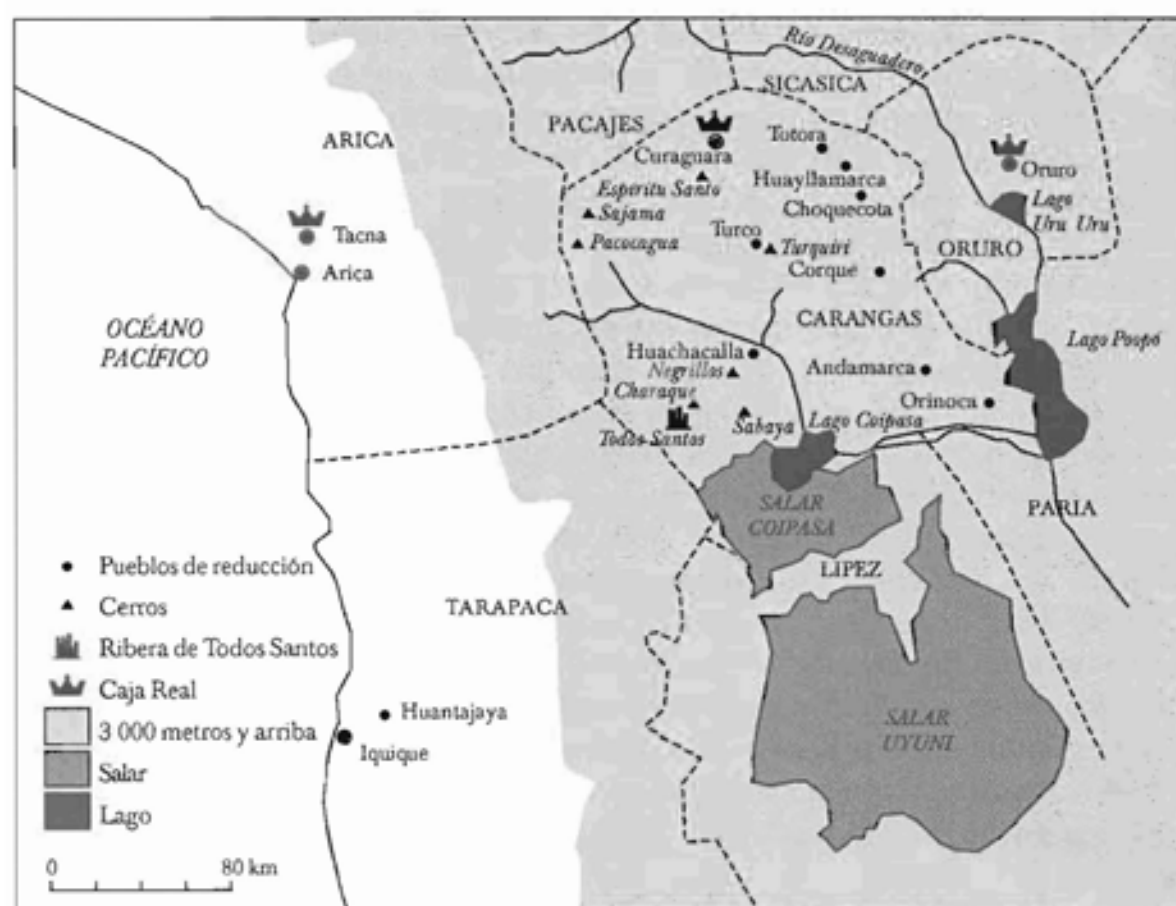 Río Desaguadero
SICASICA
PACAJES
ARICA
Totora
Curaguara
Oruro
Huayllamarca
Espíritu Santo
Lago
Uru Uru
Choquecota
Sajama
Tacna
Turco
Turquiri
Pacocagua
ORURO
Corque
Arica
OCÉANO
PACÍFICO
CARANGAS
Lago Poopó
Huachacalla
Negrillos
Andamarca
Charaque
Orinoca
Sabaya
Lago Coipasa
Todos Santos
SALAR
COIPASA
PARIA
LIPEZ
TARAPACA
Pueblos de reducción
Cerros
Ribera de Todos Santos
Caja Real
3 000 metros y arriba
Salar
Lago
Huantajaya
Iquique
SALAR
UYUNI
0 80 km